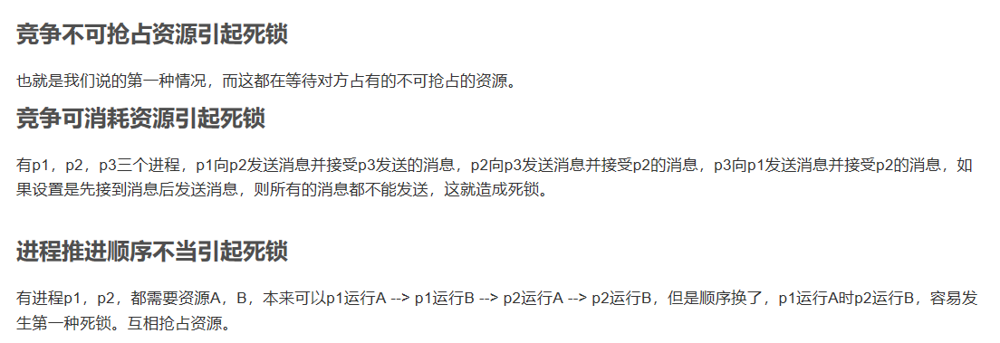 竞争不可抢占资源引起死锁
也就是我们说的第一种情况，而这都在等待对方占有的不可抢占的资源。
竞争可消耗资源引起死锁
有p1，p2，p3三个进程，p1向p2发送消息并接受p3发送的消息，p2向p3发送消息并接受p2的消息，p3向p1发送消息并接受p2的消息，如
果设置是先接到消息后发送消息，则所有的消息都不能发送，这就造成死锁。
进程推进顺序不当引起死锁
有进程p1，p2，都需要资源A，B，本来可以p1运行A --> p1运行B --> p2运行A --> p2运行B，但是顺序换了，p1运行A时p2运行B，容易发
生第一种死锁。互相抢占资源。